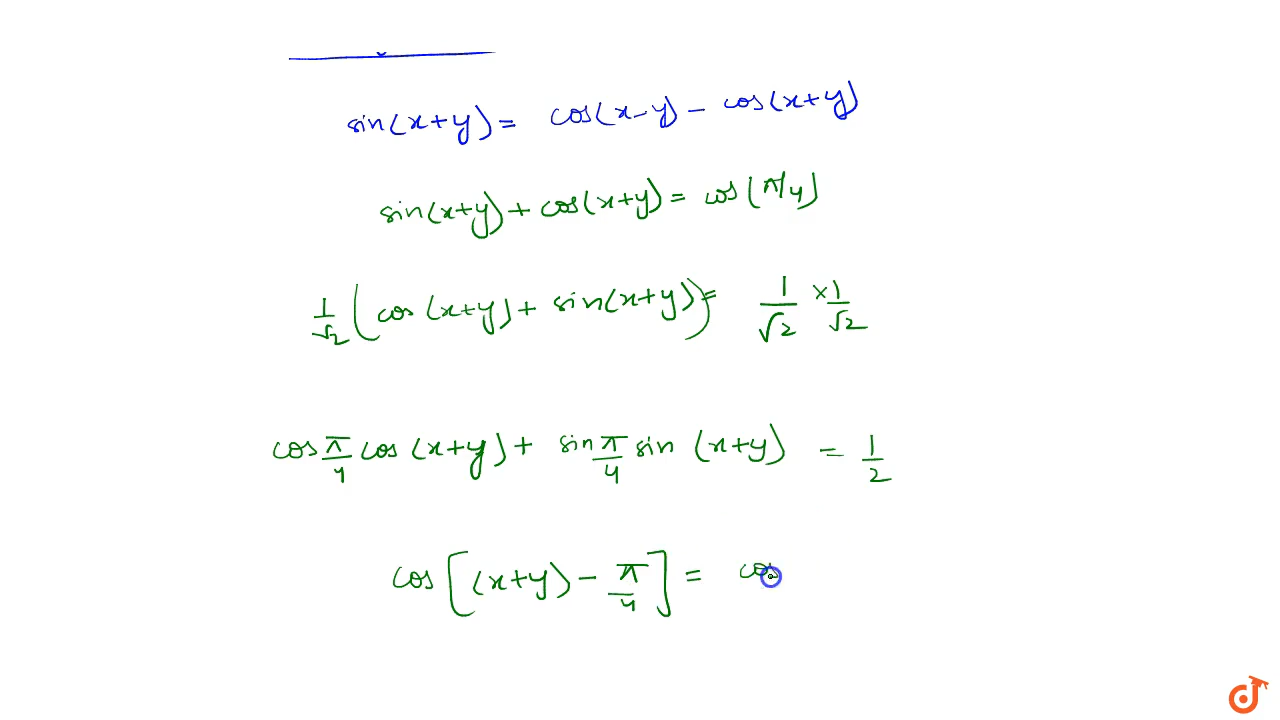 sin(x+y) = cos(x-y) - cos(x+y)
sin(x+y) + cos(x+y) = cos(π/4)
1/√2 (cos(x+y) + sin(x+y)) = 1/√2 × 1/√2
cos π/4 cos(x+y) + sin π/4 sin (x+y) = 1/2
cos[(x+y) - π/4] = cos